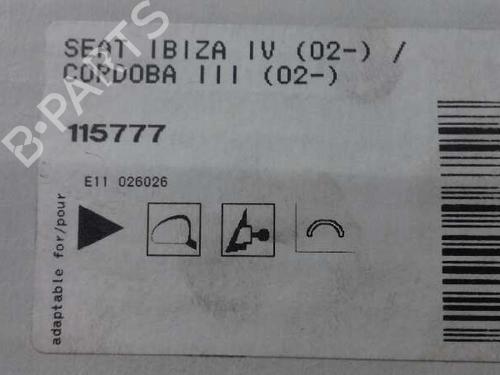 SEAT IBIZA IV (02-) /
CORDOBA III (02-)
115777
E11 026026
adaptable for/pour
B-PARTS